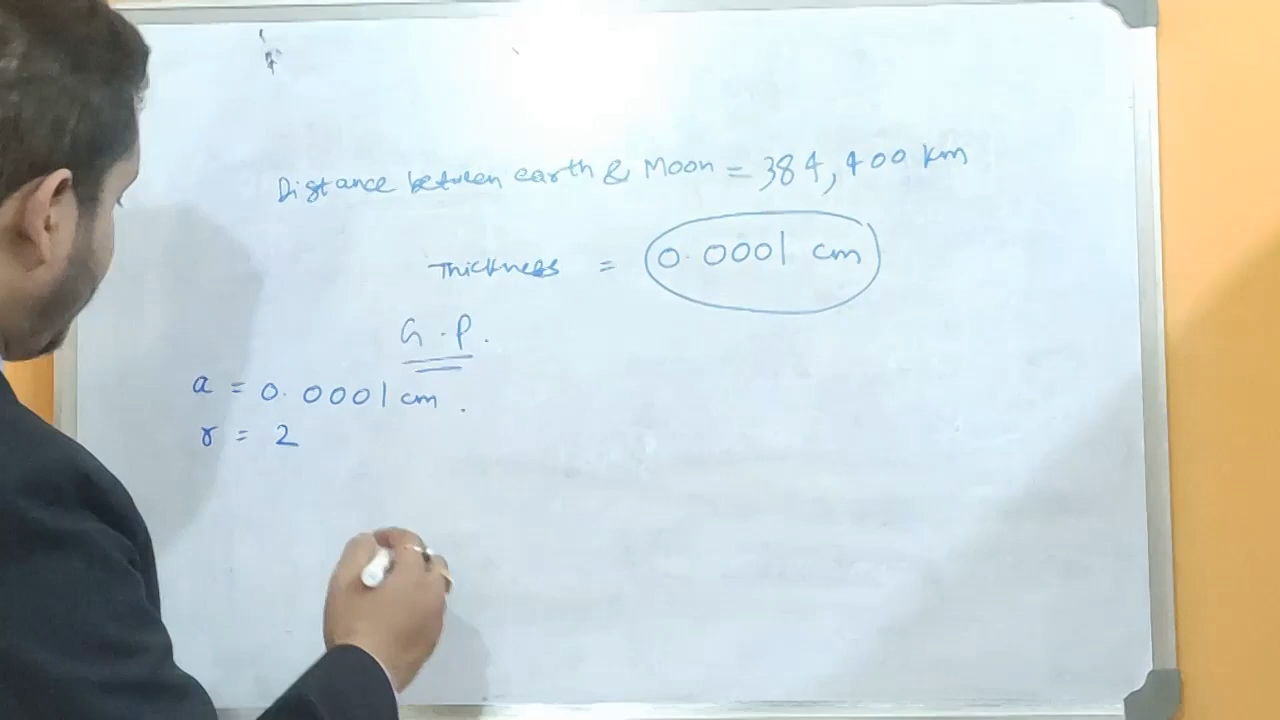 Distance between earth & Moon = 384,400 km
Thickness = 0.0001 cm
G.P.
a = 0.0001 cm.
r = 2